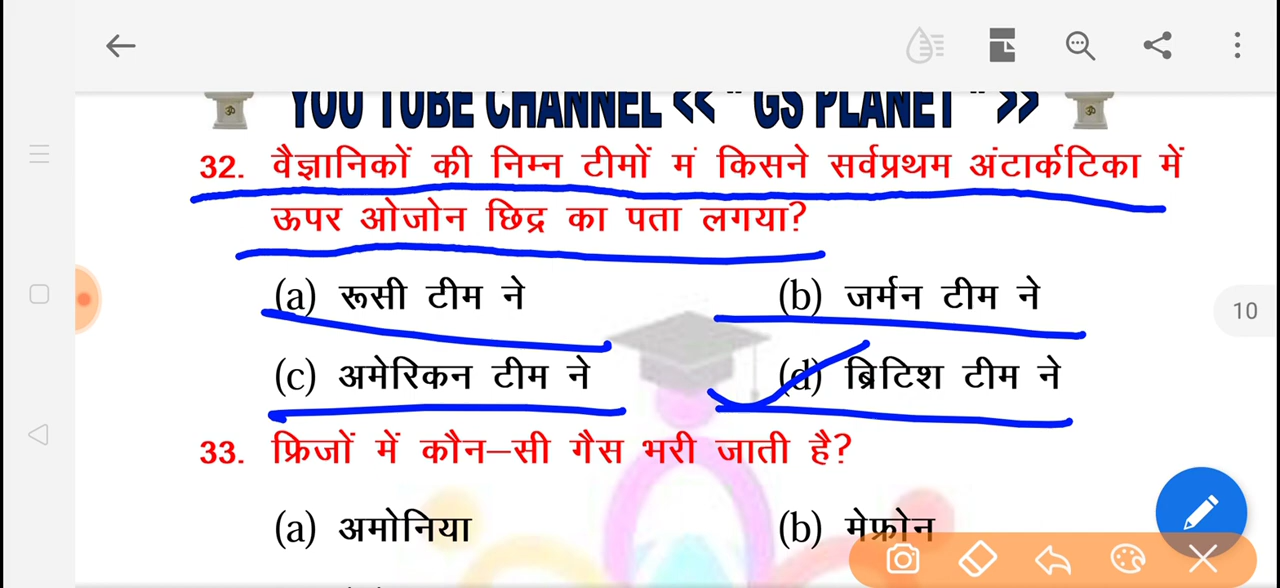 YOU TUBE CHANNEL << " GS PLANET " >>
32. वैज्ञानिकों की निम्न टीमों मं किसने सर्वप्रथम अंटार्कटिका में
ऊपर ओजोन छिद्र का पता लगया?
(a) रूसी टीम ने (b) जर्मन टीम ने
10
(c) अमेरिकन टीम ने (d) ब्रिटिश टीम ने
33. फ्रिजों में कौन–सी गैस भरी जाती है?
(a) अमोनिया (b) मेफ्रोन